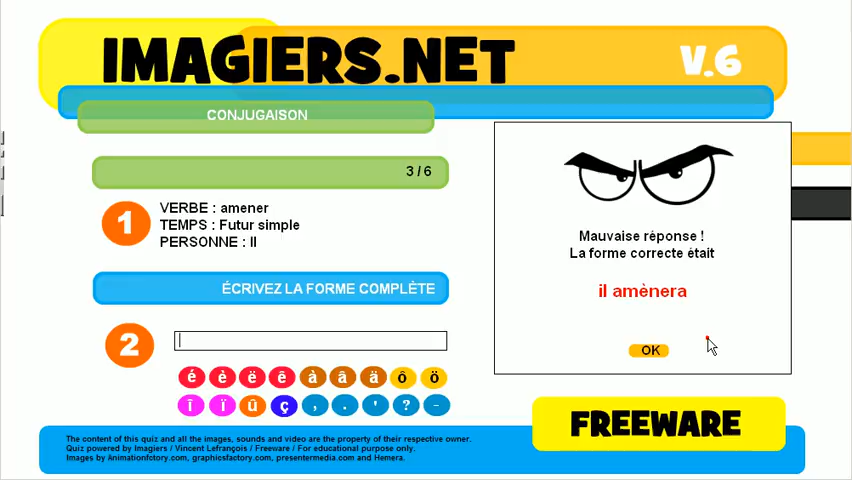 IMAGIERS.NET
V.6
CONJUGAISON
3 / 6
1
VERBE : amener
TEMPS : Futur simple
PERSONNE : Il
ÉCRIVEZ LA FORME COMPLÈTE
2
é è ë ê à â ä ô ö
î ï û ç , . ' ? -
Mauvaise réponse !
La forme correcte était
il amènera
OK
FREEWARE
The content of this quiz and all the images, sounds and video are the property of their respective owner.
Quiz powered by Imagiers / Vincent Lefrançois / Freeware / For educational purpose only.
Images by Animationfctory.com, graphicsfactory.com, presentermedia.com and Hemera.